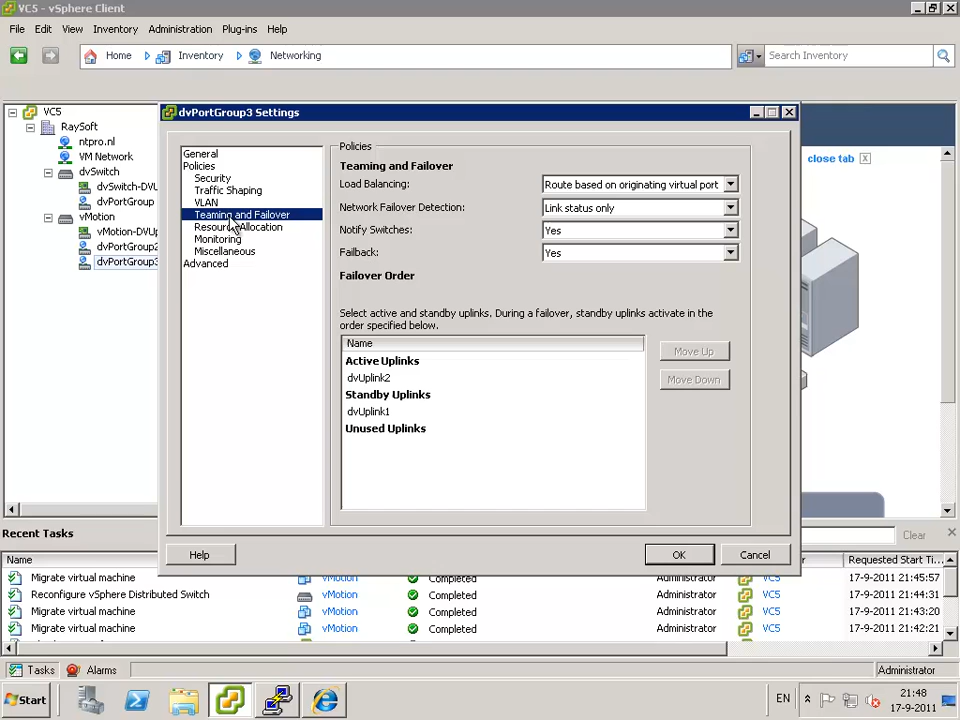 VC5 - vSphere Client
File Edit View Inventory Administration Plug-ins Help
Home Inventory Networking
Search Inventory
VC5
RaySoft
ntpro.nl
VM Network
dvSwitch
dvSwitch-DVU
dvPortGroup
vMotion
vMotion-DVUp
dvPortGroup2
dvPortGroup3
dvPortGroup3 Settings
General
Policies
Security
Traffic Shaping
VLAN
Teaming and Failover
Resource Allocation
Monitoring
Miscellaneous
Advanced
Policies
Teaming and Failover
Load Balancing: Route based on originating virtual port
Network Failover Detection: Link status only
Notify Switches: Yes
Failback: Yes
Failover Order
Select active and standby uplinks. During a failover, standby uplinks activate in the
order specified below.
Name
Active Uplinks
dvUplink2
Standby Uplinks
dvUplink1
Unused Uplinks
Move Up
Move Down
Help OK Cancel
close tab X
Recent Tasks
Clear
Name Requested Start Ti...
Migrate virtual machine vMotion Completed Administrator VC5 17-9-2011 21:45:57
Reconfigure vSphere Distributed Switch vMotion Completed Administrator VC5 17-9-2011 21:44:31
Migrate virtual machine vMotion Completed Administrator VC5 17-9-2011 21:43:20
Migrate virtual machine vMotion Completed Administrator VC5 17-9-2011 21:42:21
Tasks Alarms Administrator
Start EN 21:48
17-9-2011